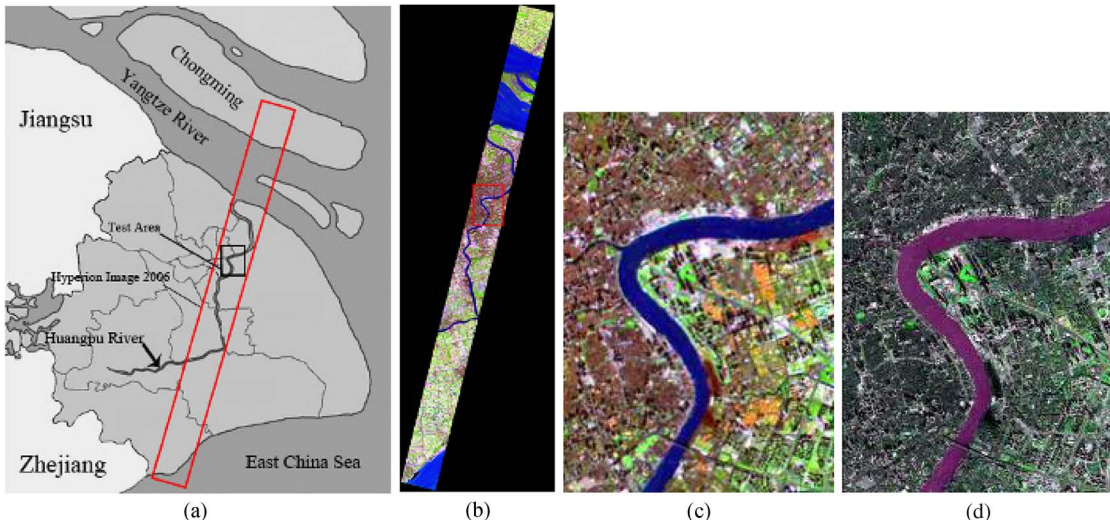 Chongming
Yangtze River
Jiangsu
Test Area
Hyperion Image 2006
Huangpu River
Zhejiang
East China Sea
(a)
(b)
(c)
(d)